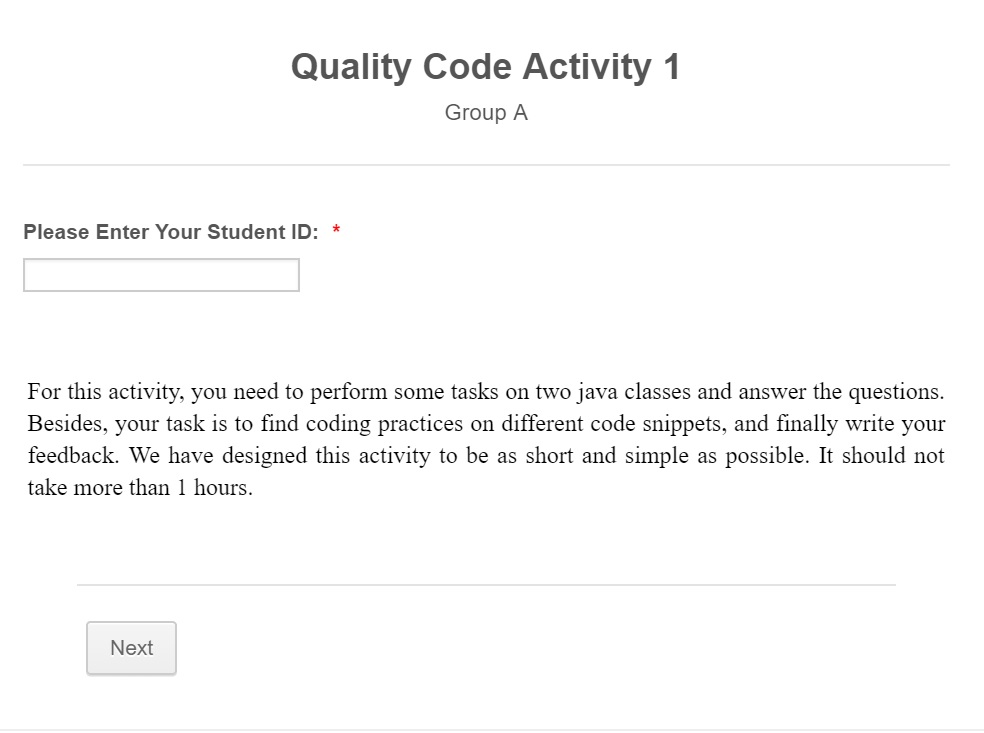 Quality Code Activity 1
Group A
Please Enter Your Student ID: *
For this activity, you need to perform some tasks on two java classes and answer the questions.
Besides, your task is to find coding practices on different code snippets, and finally write your
feedback. We have designed this activity to be as short and simple as possible. It should not
take more than 1 hours.
Next